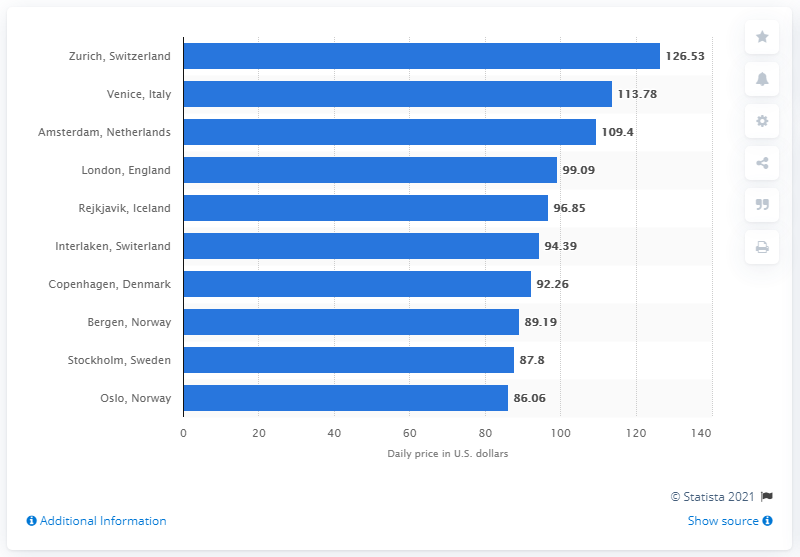 Zurich, Switzerland 126.53
Venice, Italy 113.78
Amsterdam, Netherlands 109.4
London, England 99.09
Rejkjavik, Iceland 96.85
Interlaken, Switerland 94.39
Copenhagen, Denmark 92.26
Bergen, Norway 89.19
Stockholm, Sweden 87.8
Oslo, Norway 86.06
0 20 40 60 80 100 120 140
Daily price in U.S. dollars
© Statista 2021
Additional Information Show source